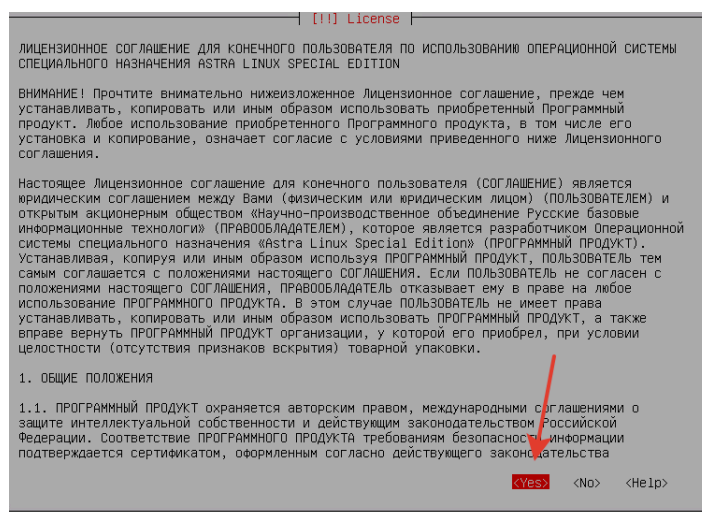 [!!] License
ЛИЦЕНЗИОННОЕ СОГЛАШЕНИЕ ДЛЯ КОНЕЧНОГО ПОЛЬЗОВАТЕЛЯ ПО ИСПОЛЬЗОВАНИЮ ОПЕРАЦИОННОЙ СИСТЕМЫ
СПЕЦИАЛЬНОГО НАЗНАЧЕНИЯ ASTRA LINUX SPECIAL EDITION
ВНИМАНИЕ! Прочтите внимательно нижеизложенное Лицензионное соглашение, прежде чем
устанавливать, копировать или иным образом использовать приобретенный Программный
продукт. Любое использование приобретенного Программного продукта, в том числе его
установка и копирование, означает согласие с условиями приведенного ниже Лицензионного
соглашения.
Настоящее Лицензионное соглашение для конечного пользователя (СОГЛАШЕНИЕ) является
юридическим соглашением между Вами (физическим или юридическим лицом) (ПОЛЬЗОВАТЕЛЕМ) и
открытым акционерным обществом «Научно-производственное объединение Русские базовые
информационные технологи» (ПРАВООБЛАДАТЕЛЕМ), которое является разработчиком Операционной
системы специального назначения «Astra Linux Special Edition» (ПРОГРАММНЫЙ ПРОДУКТ).
Устанавливая, копируя или иным образом используя ПРОГРАММНЫЙ ПРОДУКТ, ПОЛЬЗОВАТЕЛЬ тем
самым соглашается с положениями настоящего СОГЛАШЕНИЯ. Если ПОЛЬЗОВАТЕЛЬ не согласен с
положениями настоящего СОГЛАШЕНИЯ, ПРАВООБЛАДАТЕЛЬ отказывает ему в праве на любое
использование ПРОГРАММНОГО ПРОДУКТА. В этом случае ПОЛЬЗОВАТЕЛЬ не имеет права
устанавливать, копировать или иным образом использовать ПРОГРАММНЫЙ ПРОДУКТ, а также
вправе вернуть ПРОГРАММНЫЙ ПРОДУКТ организации, у которой его приобрел, при условии
целостности (отсутствия признаков вскрытия) товарной упаковки.
1. ОБЩИЕ ПОЛОЖЕНИЯ
1.1. ПРОГРАММНЫЙ ПРОДУКТ охраняется авторским правом, международными соглашениями о
защите интеллектуальной собственности и действующим законодательством Российской
Федерации. Соответствие ПРОГРАММНОГО ПРОДУКТА требованиям безопасности информации
подтверждается сертификатом, оформленным согласно действующего законодательства
<Yes> <No> <Help>